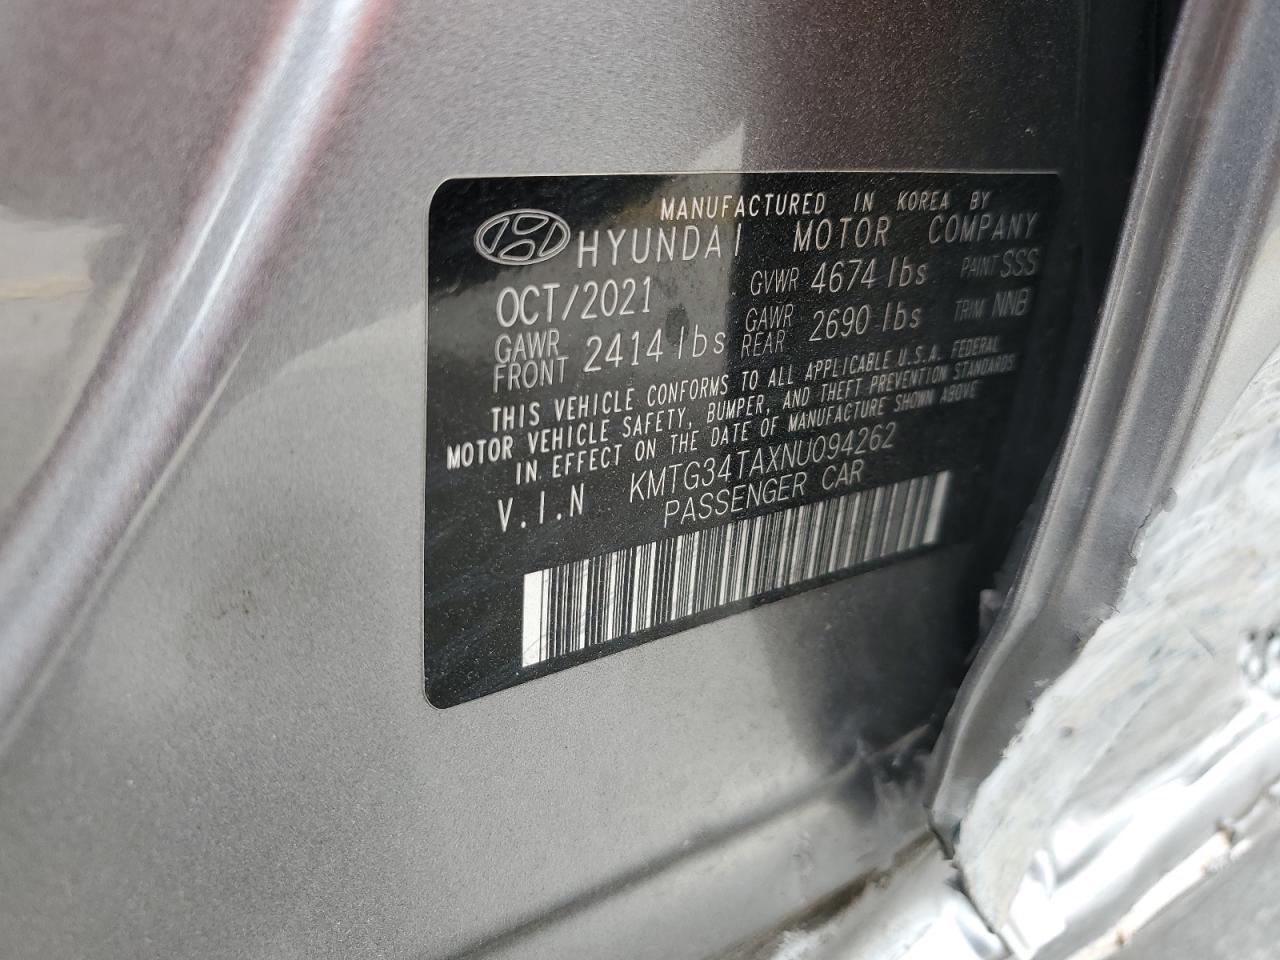 MANUFACTURED IN KOREA BY
HYUNDAI MOTOR COMPANY
OCT/2021 GVWR 4674 lbs PAINT SSS
GAWR FRONT 2414 lbs GAWR REAR 2690 lbs TRIM NNB
THIS VEHICLE CONFORMS TO ALL APPLICABLE U.S.A. FEDERAL
MOTOR VEHICLE SAFETY, BUMPER, AND THEFT PREVENTION STANDARDS
IN EFFECT ON THE DATE OF MANUFACTURE SHOWN ABOVE
V.I.N KMTG34TAXNU094262
PASSENGER CAR